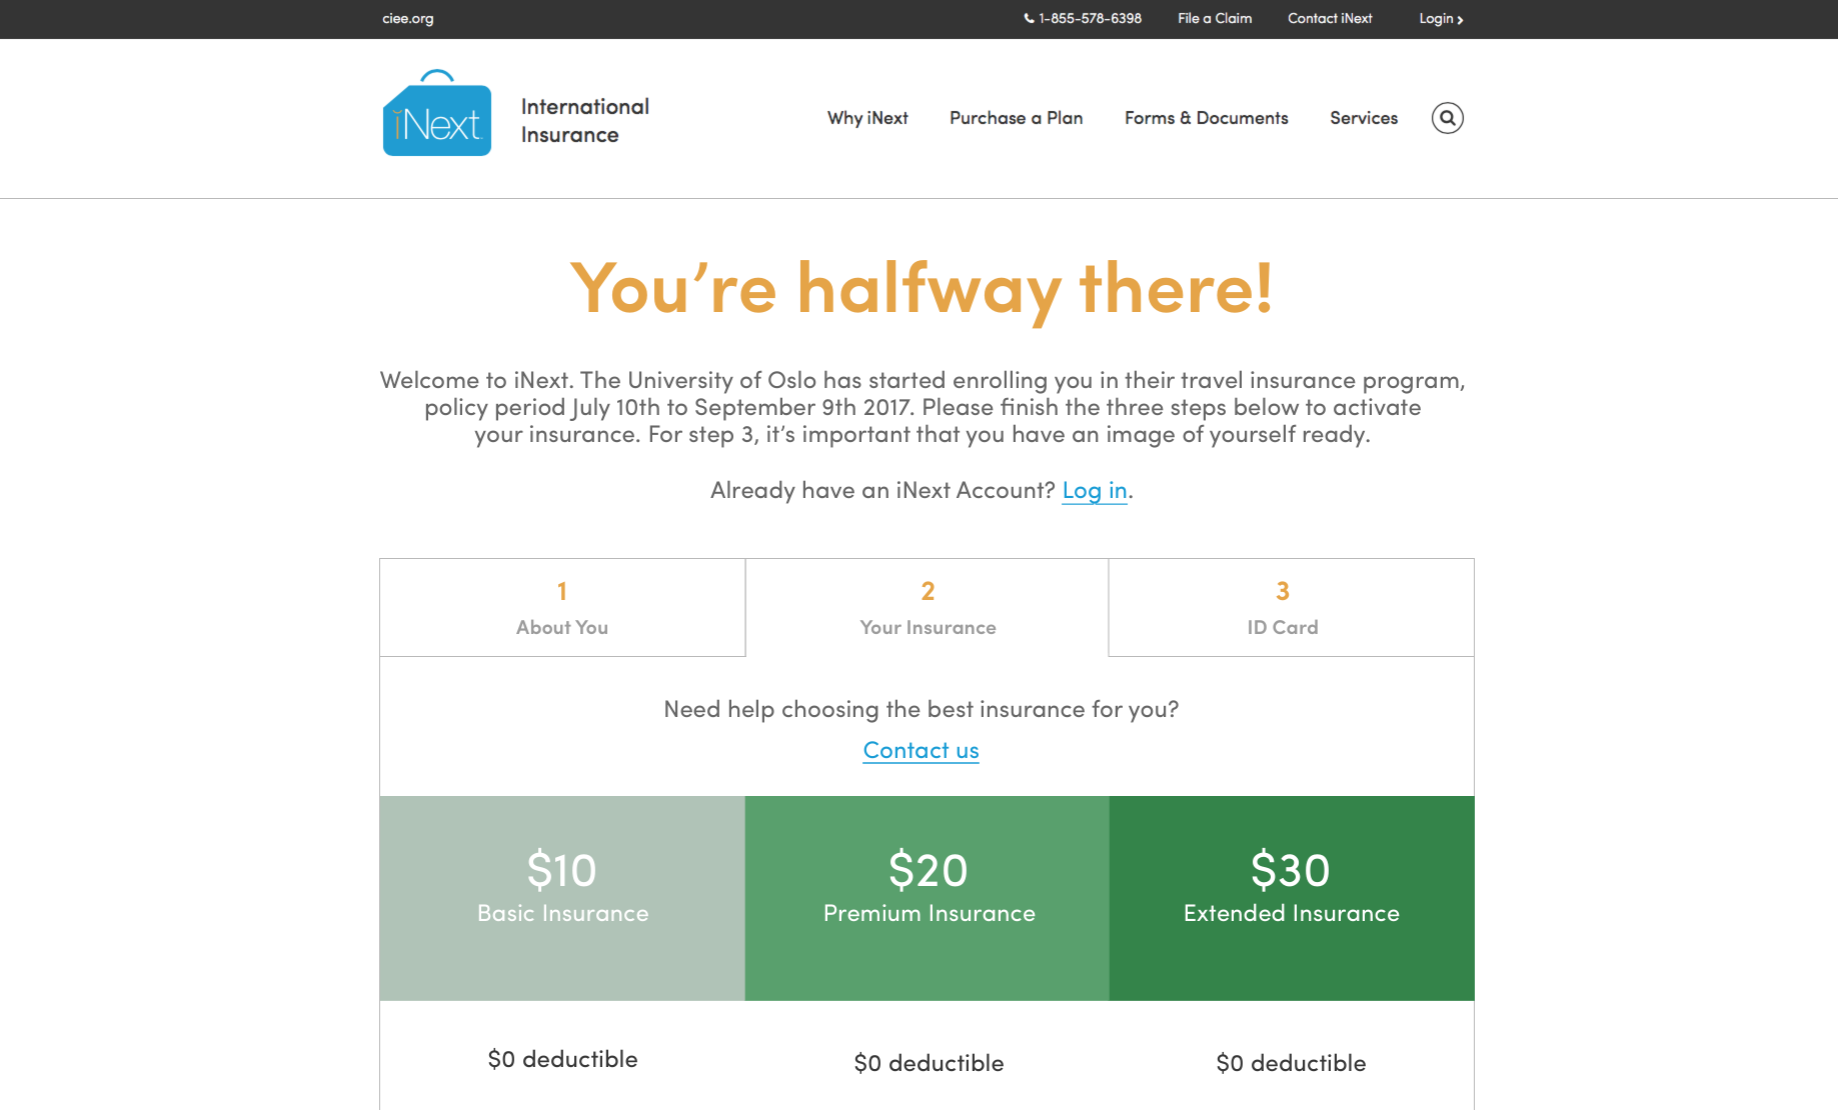 ciee.org
1-855-578-6398 File a Claim Contact iNext Login
iNext
International
Insurance
Why iNext Purchase a Plan Forms & Documents Services
You’re halfway there!
Welcome to iNext. The University of Oslo has started enrolling you in their travel insurance program,
policy period July 10th to September 9th 2017. Please finish the three steps below to activate
your insurance. For step 3, it’s important that you have an image of yourself ready.
Already have an iNext Account? Log in.
1
About You
2
Your Insurance
3
ID Card
Need help choosing the best insurance for you?
Contact us
$10
Basic Insurance
$20
Premium Insurance
$30
Extended Insurance
$0 deductible
$0 deductible
$0 deductible